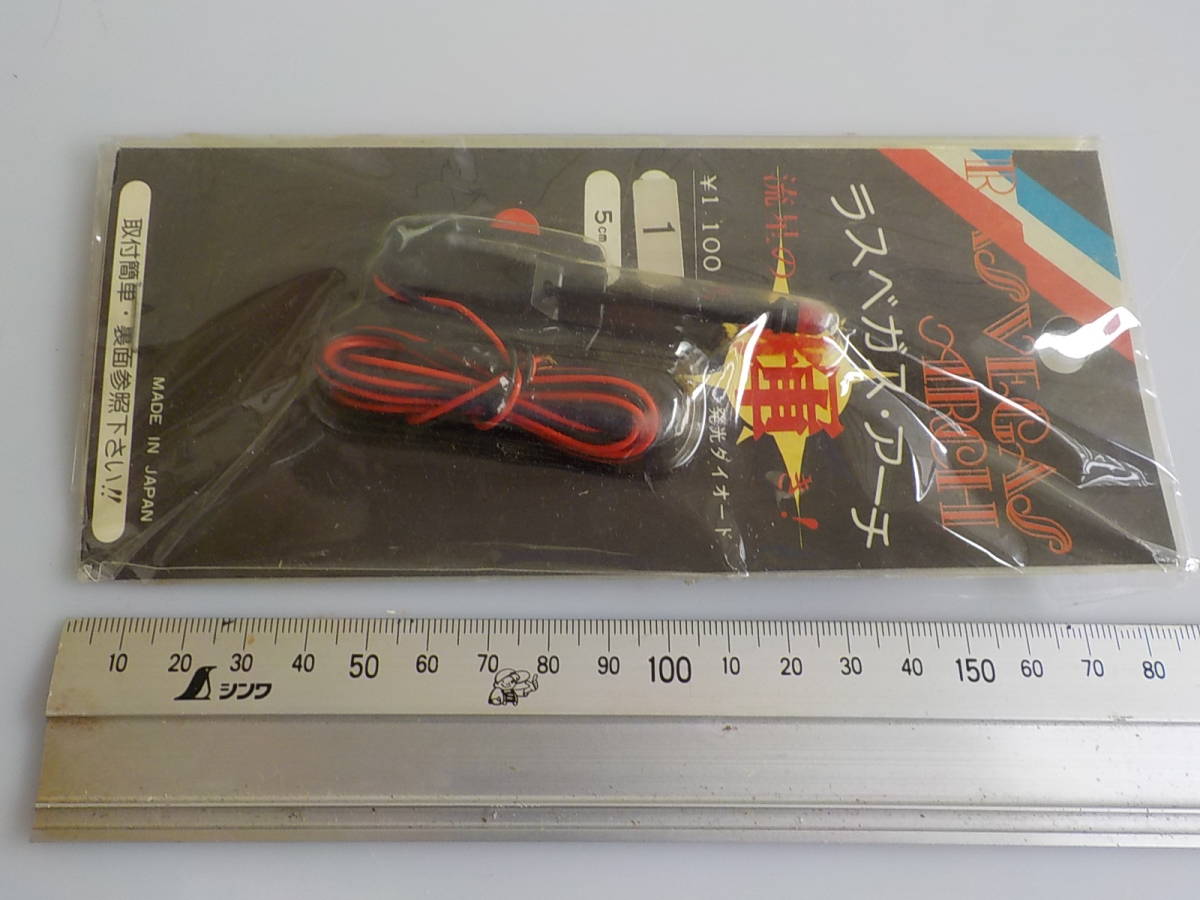 LAS VEGAS
ARCH
ラスベガス・アーチ
流星の
輝き!
発光ダイオード
¥1,100
1
5cm
MADE IN JAPAN
取付簡単・裏面参照下さい!!
10 20 30 40 50 60 70 80 90 100 10 20 30 40 150 60 70 80
シンワ